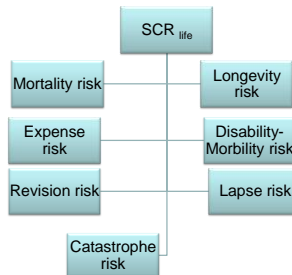 SCR life
Mortality risk
Longevity
risk
Expense
risk
Disability-
Morbility risk
Revision risk
Lapse risk
Catastrophe
risk